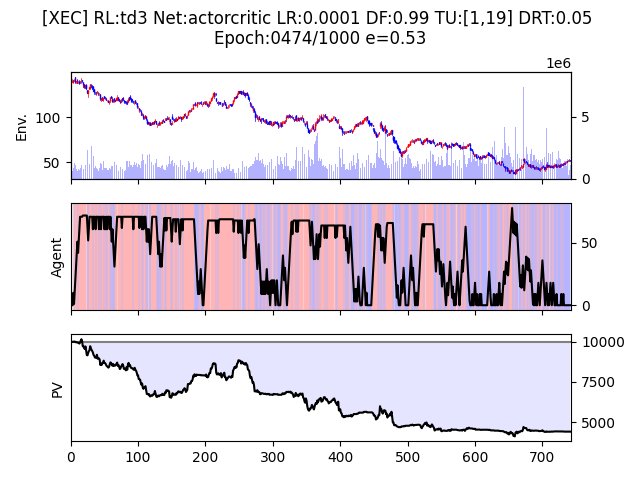 [XEC] RL:td3 Net:actorcritic LR:0.0001 DF:0.99 TU:[1,19] DRT:0.05
Epoch:0474/1000 e=0.53
1e6
Env.
100
50
5
0
Agent
50
0
PV
10000
7500
5000
0 100 200 300 400 500 600 700